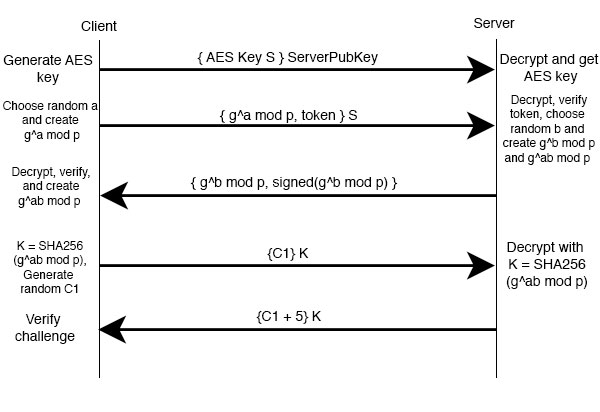 Client
Server
Generate AES
key
{ AES Key S } ServerPubKey
Decrypt and get
AES key
Choose random a
and create
g^a mod p
{ g^a mod p, token } S
Decrypt, verify
token, choose
random b and
create g^b mod p
and g^ab mod p
Decrypt, verify,
and create
g^ab mod p
{ g^b mod p, signed(g^b mod p) }
K = SHA256
(g^ab mod p),
Generate
random C1
{C1} K
Decrypt with
K = SHA256
(g^ab mod p)
Verify
challenge
{C1 + 5} K